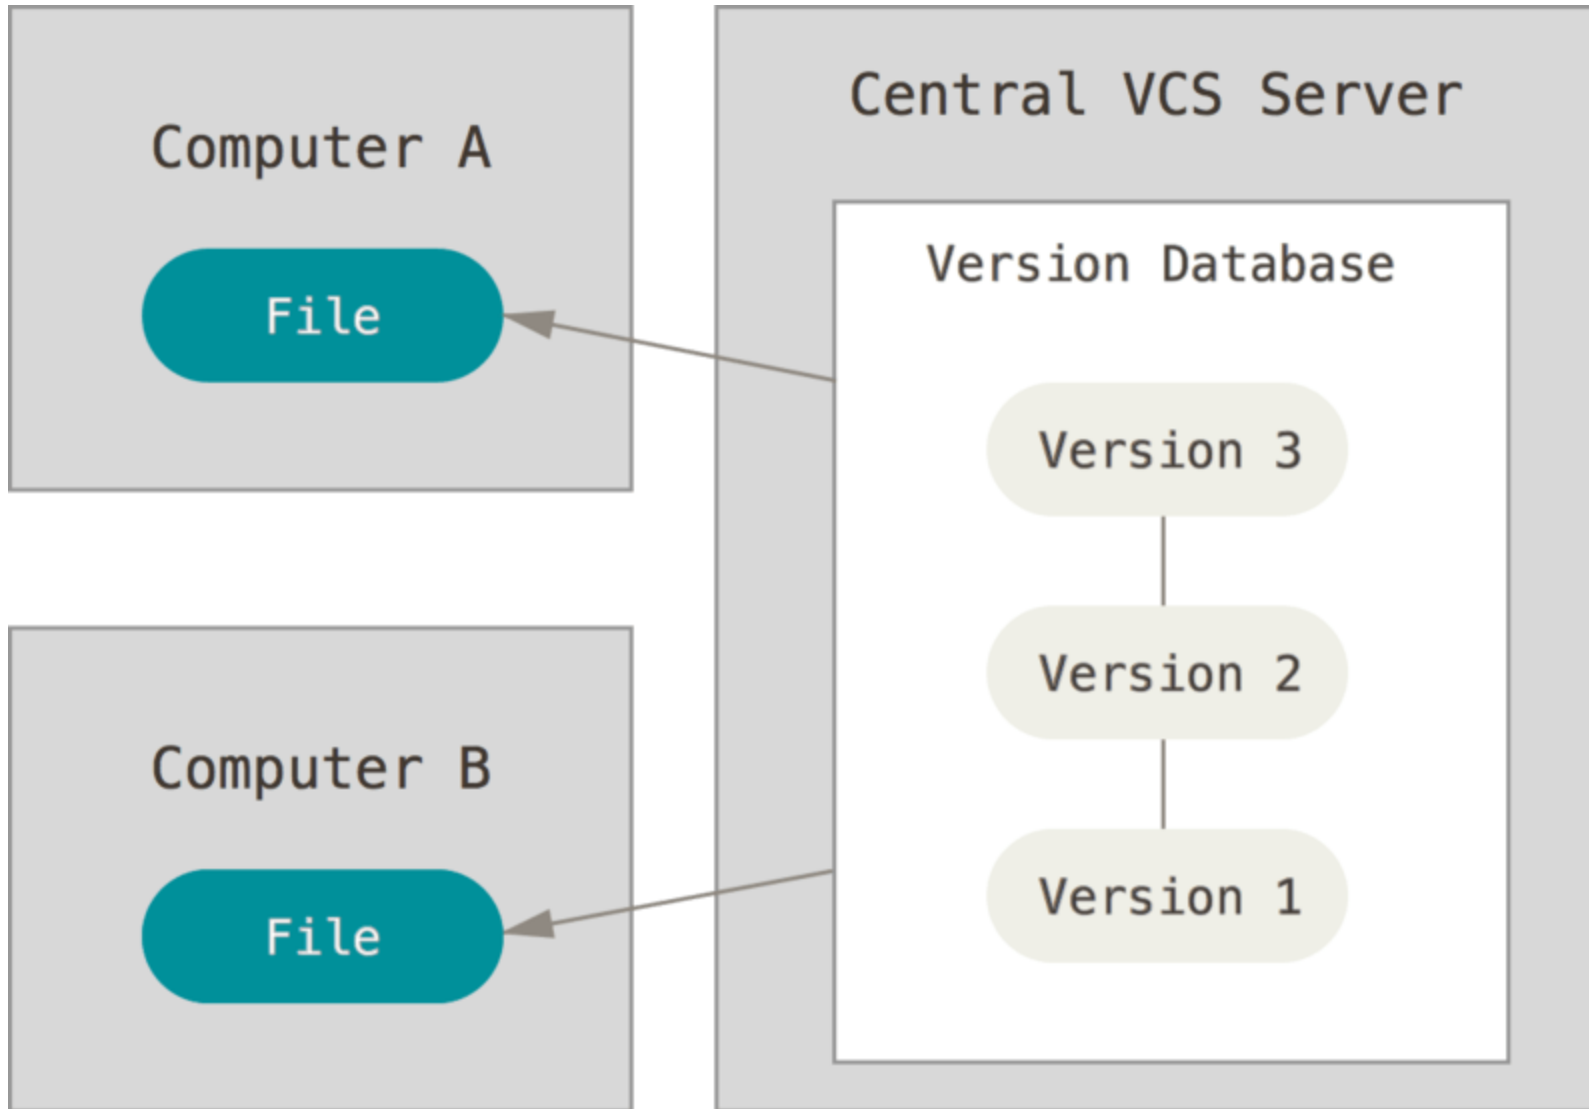 Computer A
File
Computer B
File
Central VCS Server
Version Database
Version 3
Version 2
Version 1